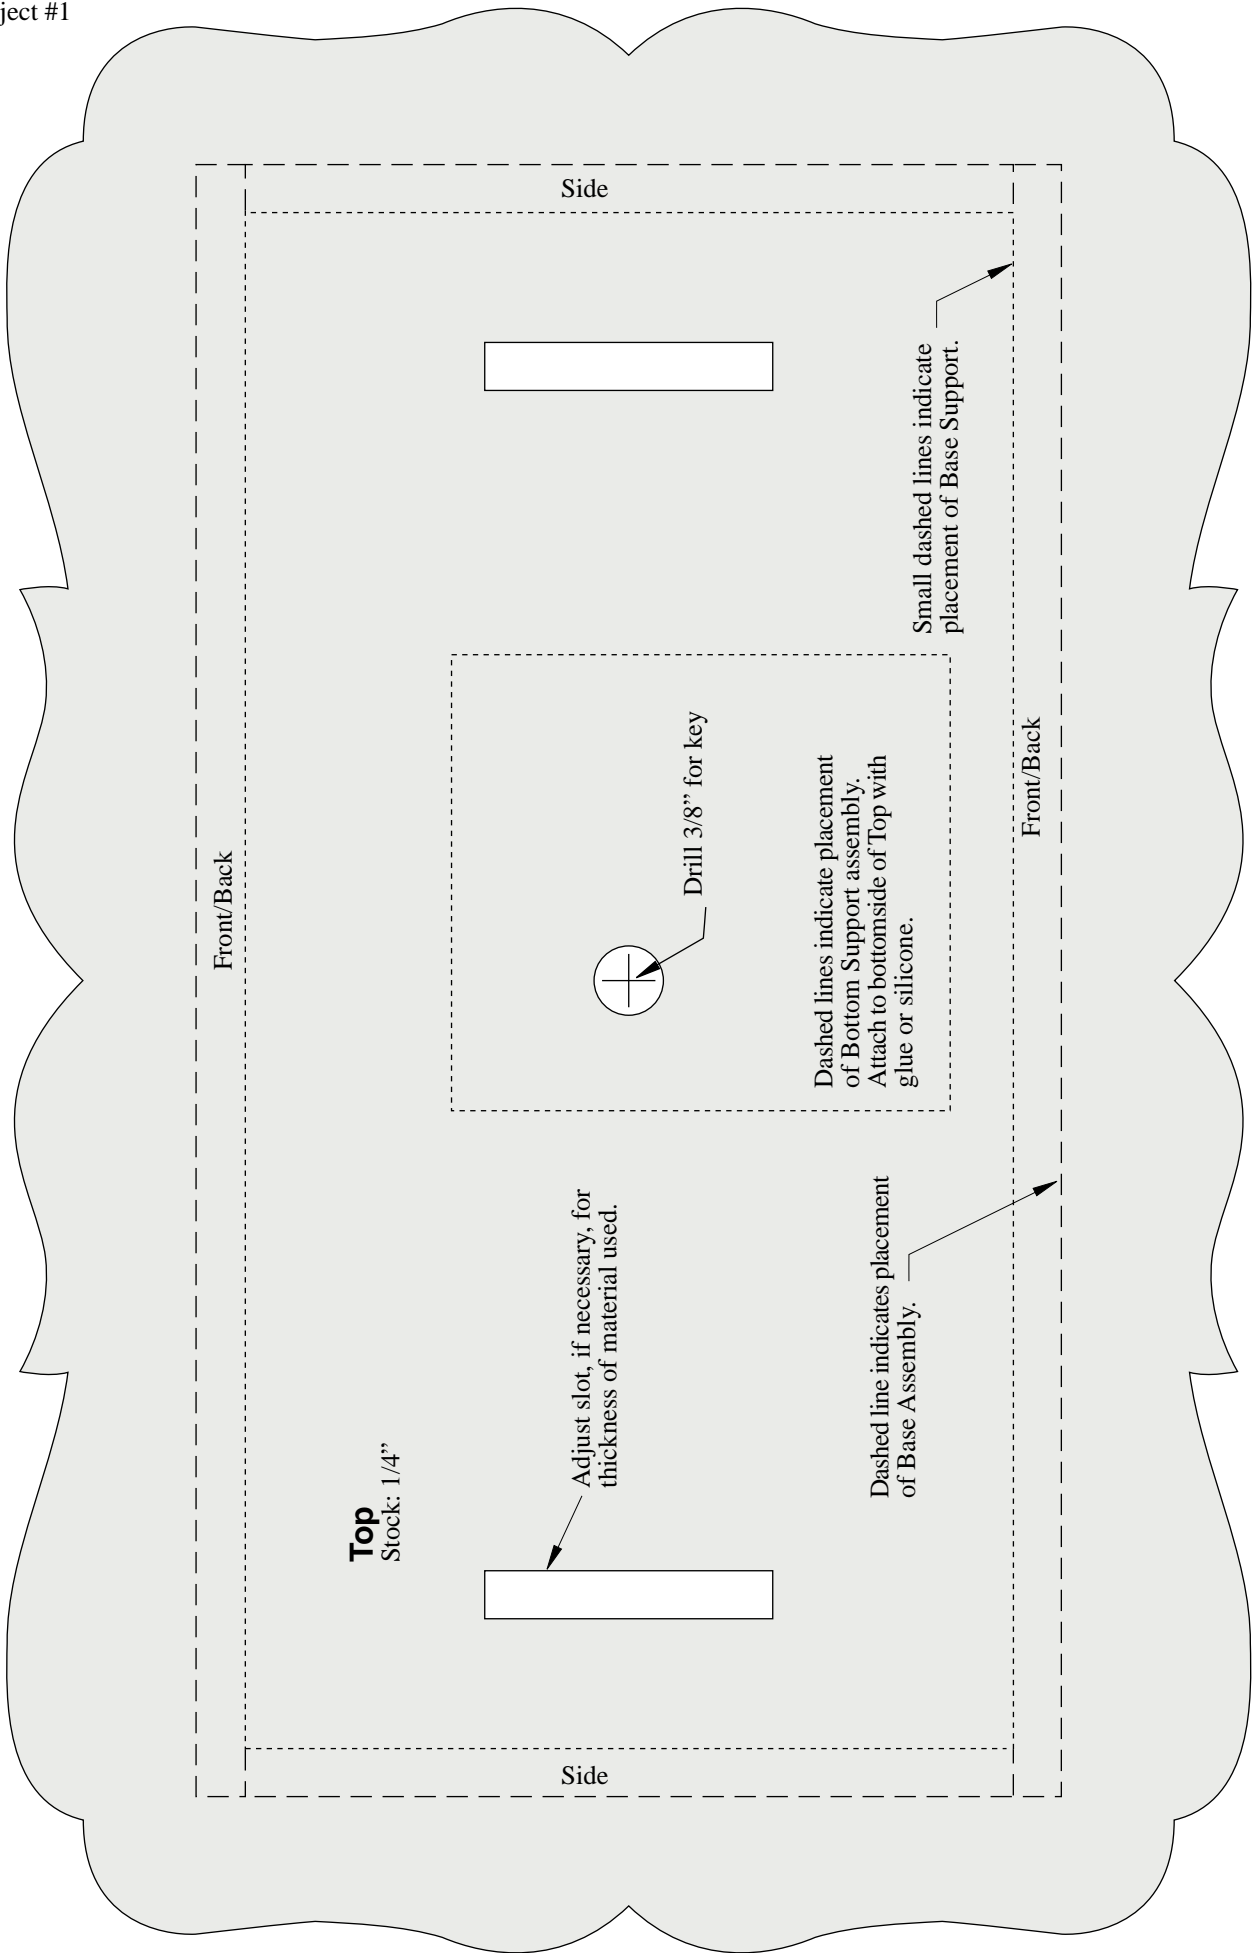 ject #1
Side
Front/Back
Small dashed lines indicate
placement of Base Support.
Drill 3/8” for key
Dashed lines indicate placement
of Bottom Support assembly.
Attach to bottomside of Top with
glue or silicone.
Front/Back
Top
Stock: 1/4”
Adjust slot, if necessary, for
thickness of material used.
Dashed line indicates placement
of Base Assembly.
Side